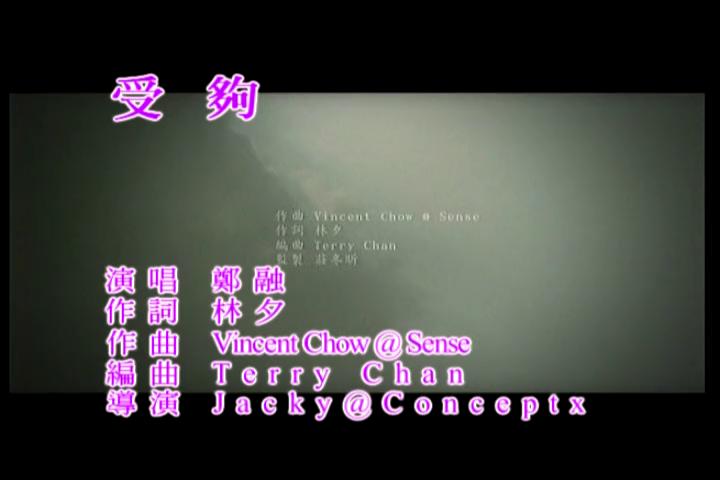 受夠
作曲 Vincent Chow @ Sense
作詞 林夕
編曲 Terry Chan
監製 莊冬昕
演唱 鄭融
作詞 林夕
作曲 Vincent Chow @ Sense
編曲 Terry Chan
導演 Jacky@Conceptx